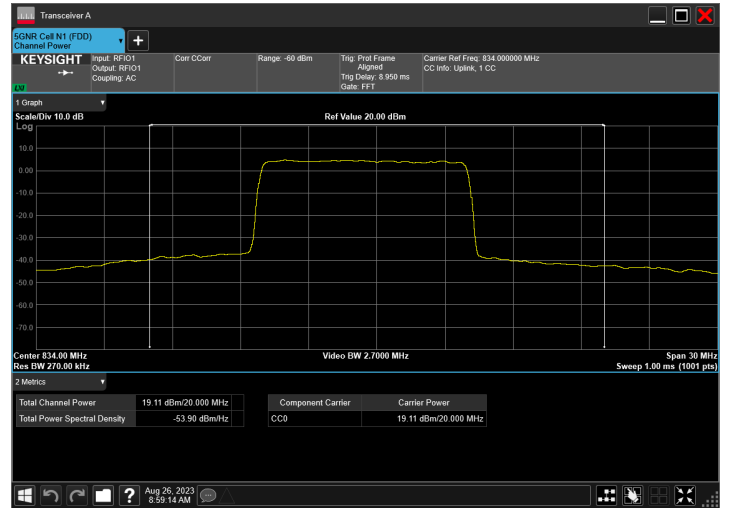 Transceiver A
5GNR Cell N1 (FDD)
Channel Power
KEYSIGHT
Input: RFIO1
Output: RFIO1
Coupling: AC
Corr CCorr
Range: -60 dBm
Trig: Prot Frame
Aligned
Trig Delay: 8.950 ms
Gate: FFT
Carrier Ref Freq: 834.000000 MHz
CC Info: Uplink, 1 CC
LXI
1 Graph
Scale/Div 10.0 dB
Ref Value 20.00 dBm
Log
10.0
0.00
-10.0
-20.0
-30.0
-40.0
-50.0
-60.0
-70.0
Center 834.00 MHz
Video BW 2.7000 MHz
Span 30 MHz
Res BW 270.00 kHz
Sweep 1.00 ms (1001 pts)
2 Metrics
Total Channel Power 19.11 dBm/20.000 MHz
Total Power Spectral Density -53.90 dBm/Hz
Component Carrier Carrier Power
CC0 19.11 dBm/20.000 MHz
Aug 26, 2023
8:59:14 AM